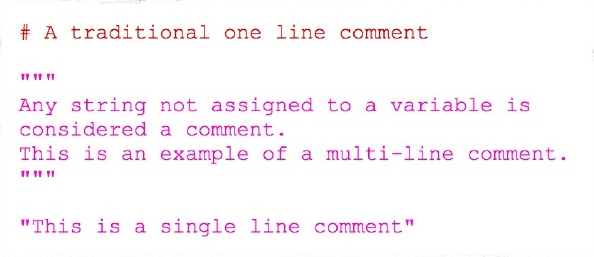 # A traditional one line comment
"""
Any string not assigned to a variable is
considered a comment.
This is an example of a multi-line comment.
"""
"This is a single line comment"